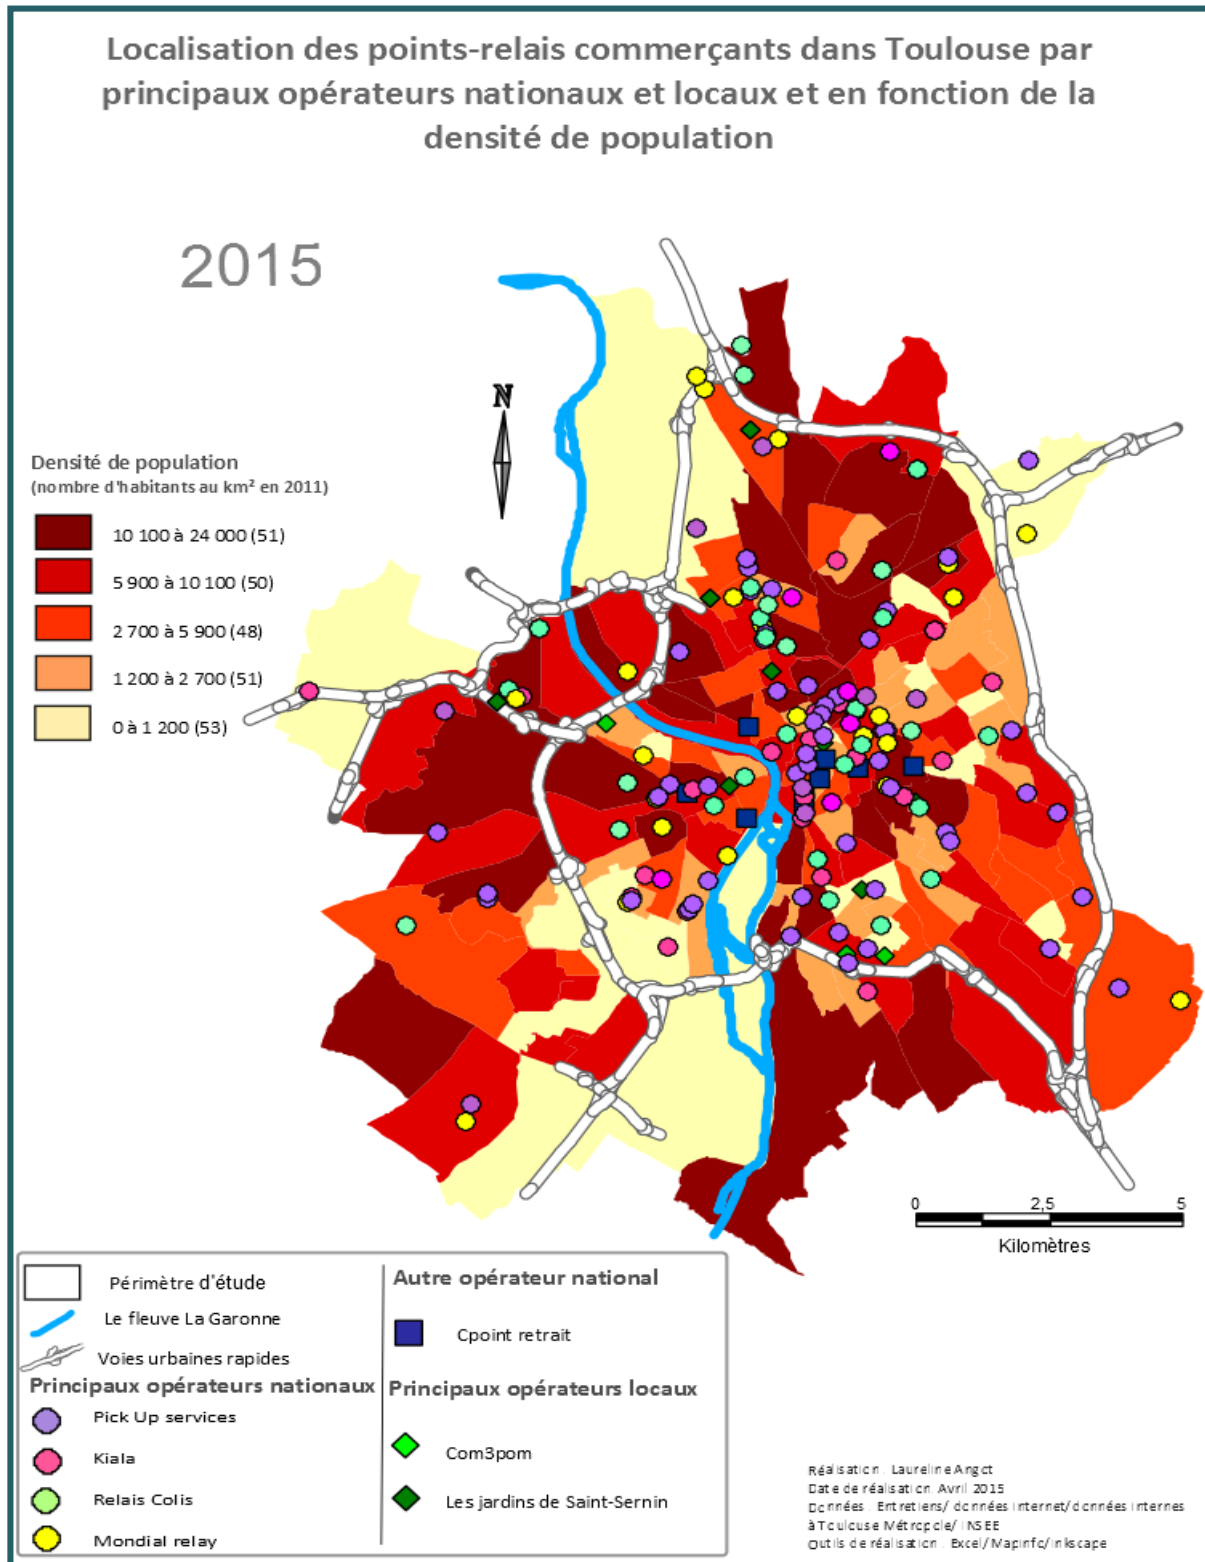 Localisation des points-relais commerçants dans Toulouse par
principaux opérateurs nationaux et locaux et en fonction de la
densité de population
2015
N
Densité de population
(nombre d'habitants au km² en 2011)
10 100 à 24 000 (51)
5 900 à 10 100 (50)
2 700 à 5 900 (48)
1 200 à 2 700 (51)
0 à 1 200 (53)
0 2,5 5
Kilomètres
Périmètre d'étude
Le fleuve La Garonne
Voies urbaines rapides
Principaux opérateurs nationaux
Pick Up services
Kiala
Relais Colis
Mondial relay
Autre opérateur national
Cpoint retrait
Principaux opérateurs locaux
Com3pom
Les jardins de Saint-Sernin
Réalisation : Laureline Angot
Date de réalisation : Avril 2015
Données : Entretiens/ données internet/données internes
à Toulouse Métropole/ INSEE
Outils de réalisation : Excel/Mapinfo/Inkscape